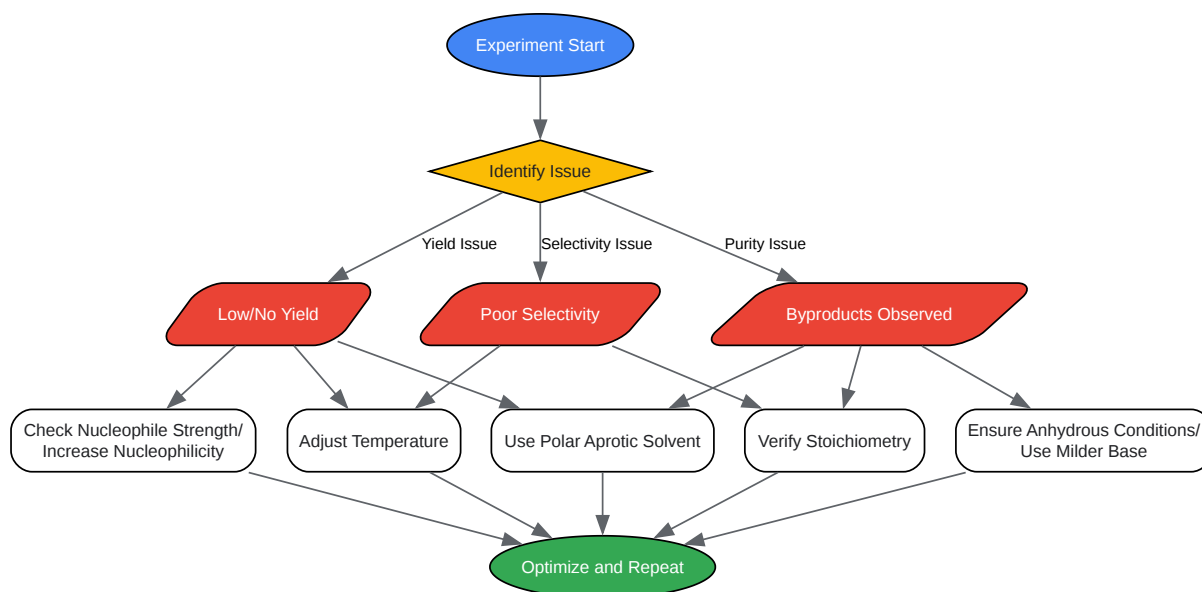 Experiment Start
Identify Issue
Yield Issue
Selectivity Issue
Purity Issue
Low/No Yield
Poor Selectivity
Byproducts Observed
Check Nucleophile Strength/
Increase Nucleophilicity
Adjust Temperature
Use Polar Aprotic Solvent
Verify Stoichiometry
Ensure Anhydrous Conditions/
Use Milder Base
Optimize and Repeat